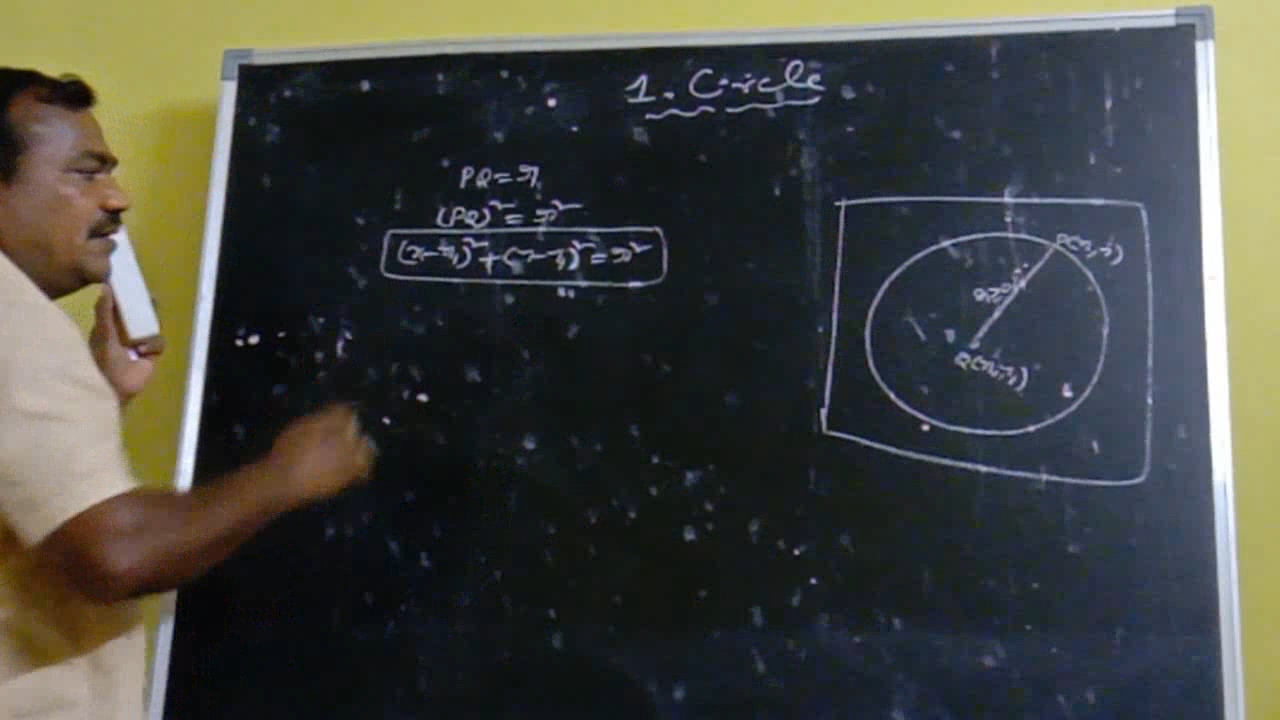 1. Circle
PQ = r
(PQ)² = r²
(x-x₁)² + (y-y₁)² = r²
P(x, y)
Q(x₁, y₁)